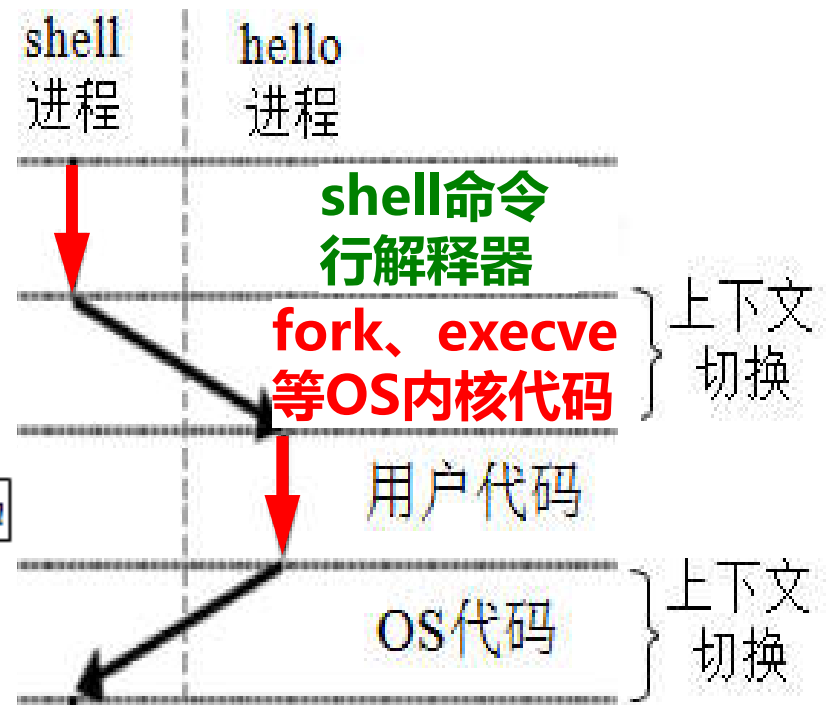 shell
进程
hello
进程
shell命令
行解释器
fork、execve
等OS内核代码
上下文
切换
用户代码
OS代码
上下文
切换